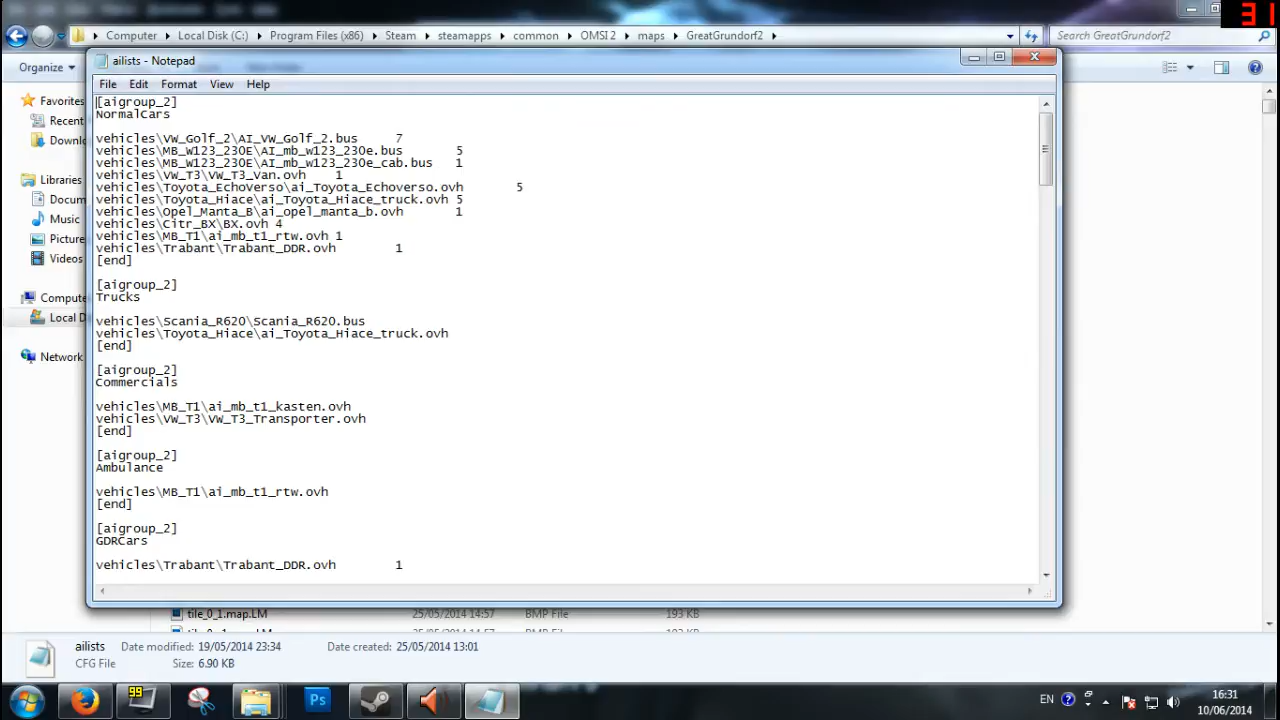 31
Computer Local Disk (C:) Program Files (x86) Steam steamapps common OMSI 2 maps GreatGrundorf2 Search GreatGrundorf2
ailists - Notepad
Organize
File Edit Format View Help
Favorites
Recent
Downlo
Libraries
Docum
Music
Picture
Videos
Compute
Local D
Network
[aigroup_2]
NormalCars
vehicles\VW_Golf_2\AI_VW_Golf_2.bus 7
vehicles\MB_W123_230E\AI_mb_w123_230e.bus 5
vehicles\MB_W123_230E\AI_mb_w123_230e_cab.bus 1
vehicles\VW_T3\VW_T3_Van.ovh 1
vehicles\Toyota_EchoVerso\ai_Toyota_Echoverso.ovh 5
vehicles\Toyota_Hiace\ai_Toyota_Hiace_truck.ovh 5
vehicles\Opel_Manta_B\ai_opel_manta_b.ovh 1
vehicles\Citr_BX\BX.ovh 4
vehicles\MB_T1\ai_mb_t1_rtw.ovh 1
vehicles\Trabant\Trabant_DDR.ovh 1
[end]
[aigroup_2]
Trucks
vehicles\Scania_R620\Scania_R620.bus
vehicles\Toyota_Hiace\ai_Toyota_Hiace_truck.ovh
[end]
[aigroup_2]
Commercials
vehicles\MB_T1\ai_mb_t1_kasten.ovh
vehicles\VW_T3\VW_T3_Transporter.ovh
[end]
[aigroup_2]
Ambulance
vehicles\MB_T1\ai_mb_t1_rtw.ovh
[end]
[aigroup_2]
GDRCars
vehicles\Trabant\Trabant_DDR.ovh 1
tile_0_1.map.LM 25/05/2014 14:57 BMP File 193 KB
ailists Date modified: 19/05/2014 23:34 Date created: 25/05/2014 13:01
CFG File Size: 6.90 KB
99
Ps
EN
16:31
10/06/2014